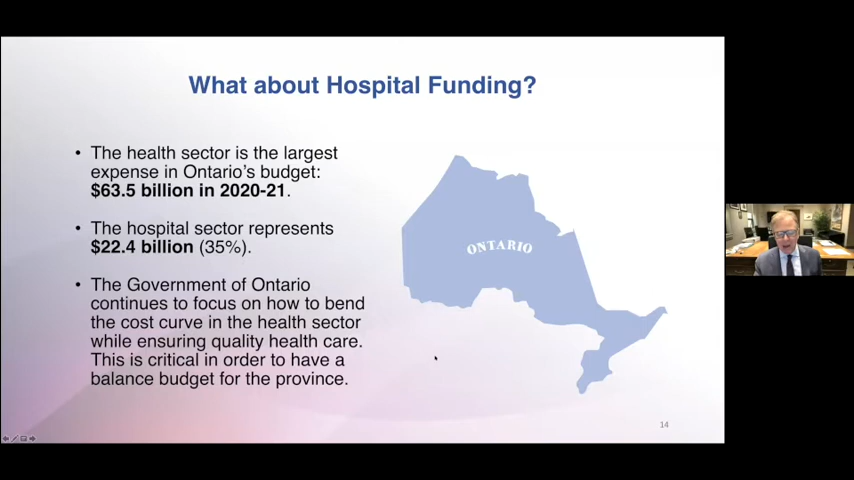 What about Hospital Funding?
• The health sector is the largest
expense in Ontario's budget:
$63.5 billion in 2020-21.
• The hospital sector represents
$22.4 billion (35%).
• The Government of Ontario
continues to focus on how to bend
the cost curve in the health sector
while ensuring quality health care.
This is critical in order to have a
balance budget for the province.
ONTARIO
14